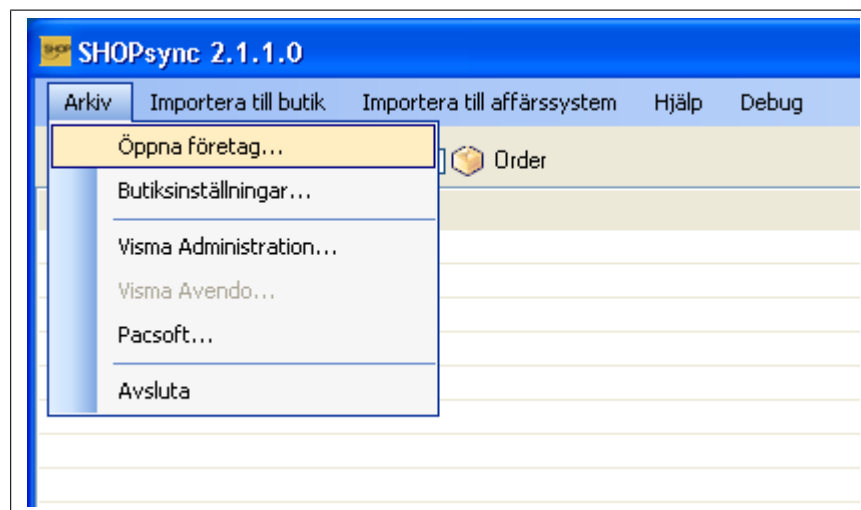 SHOPsync 2.1.1.0
Arkiv Importera till butik Importera till affärssystem Hjälp Debug
Öppna företag...
Order
Butiksinställningar...
Visma Administration...
Visma Avendo...
Pacsoft...
Avsluta